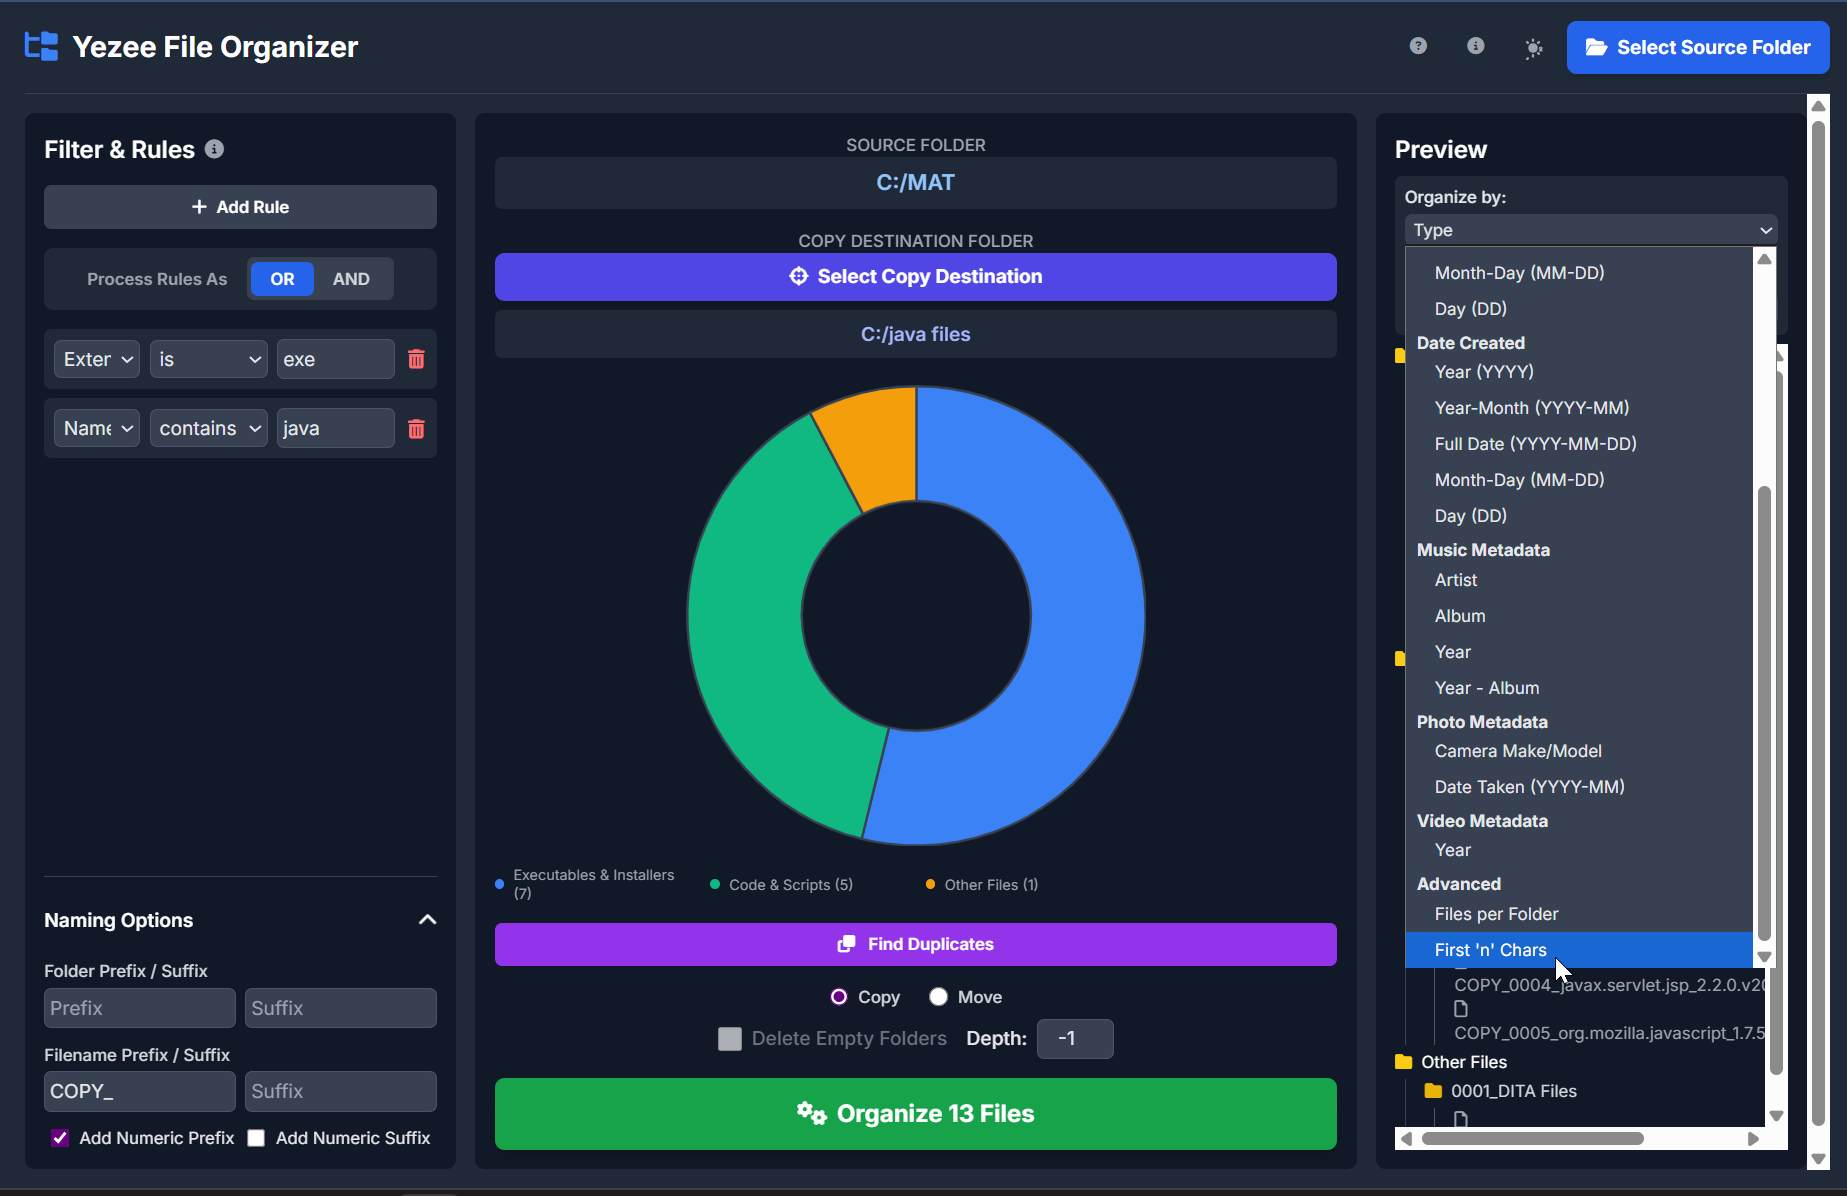 Yezee File Organizer
Select Source Folder
Filter & Rules
Add Rule
Process Rules As
OR
AND
Exter
is
exe
Name
contains
java
Naming Options
Folder Prefix / Suffix
Prefix
Suffix
Filename Prefix / Suffix
COPY_
Suffix
Add Numeric Prefix
Add Numeric Suffix
SOURCE FOLDER
C:/MAT
COPY DESTINATION FOLDER
Select Copy Destination
C:/java files
Executables & Installers
(7)
Code & Scripts (5)
Other Files (1)
Find Duplicates
Copy
Move
Delete Empty Folders
Depth:
-1
Organize 13 Files
Preview
Organize by:
Type
Month-Day (MM-DD)
Day (DD)
Date Created
Year (YYYY)
Year-Month (YYYY-MM)
Full Date (YYYY-MM-DD)
Month-Day (MM-DD)
Day (DD)
Music Metadata
Artist
Album
Year
Year - Album
Photo Metadata
Camera Make/Model
Date Taken (YYYY-MM)
Video Metadata
Year
Advanced
Files per Folder
First 'n' Chars
COPY_0004_javax.servlet.jsp_2.2.0.v20
COPY_0005_org.mozilla.javascript_1.7.5
Other Files
0001_DITA Files